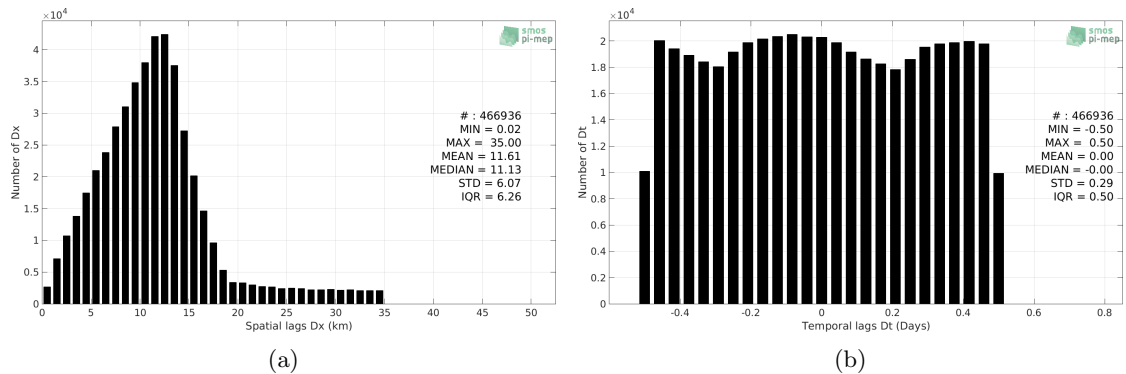 ×10⁴
4
3.5
3
2.5
2
1.5
1
0.5
0
0 5 10 15 20 25 30 35 40 45 50
Number of Dx
Spatial lags Dx (km)
smos
pi-mep
# : 466936
MIN = 0.02
MAX = 35.00
MEAN = 11.61
MEDIAN = 11.13
STD = 6.07
IQR = 6.26
(a)
×10⁴
2
1.8
1.6
1.4
1.2
1
0.8
0.6
0.4
0.2
0
-0.4 -0.2 0 0.2 0.4 0.6 0.8
Number of Dt
Temporal lags Dt (Days)
smos
pi-mep
# : 466936
MIN = -0.50
MAX = 0.50
MEAN = 0.00
MEDIAN = -0.00
STD = 0.29
IQR = 0.50
(b)